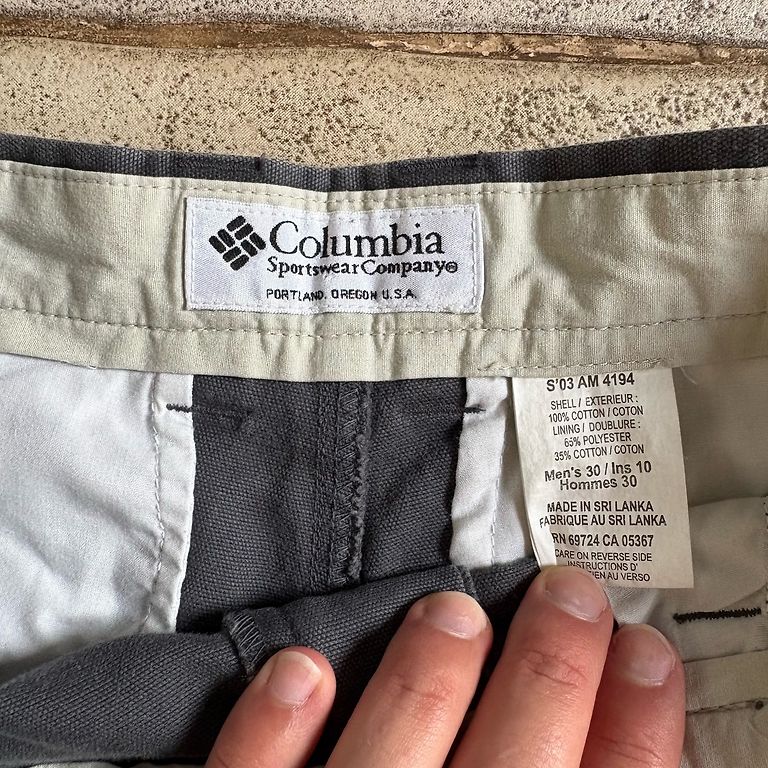 Columbia
Sportswear Company®
PORTLAND, OREGON U.S.A.
S'03 AM 4194
SHELL / EXTERIEUR :
100% COTTON / COTON
LINING / DOUBLURE :
65% POLYESTER
35% COTTON / COTON
Men's 30 / Ins 10
Hommes 30
MADE IN SRI LANKA
FABRIQUE AU SRI LANKA
RN 69724 CA 05367
CARE ON REVERSE SIDE
INSTRUCTIONS D'
AU VERSO